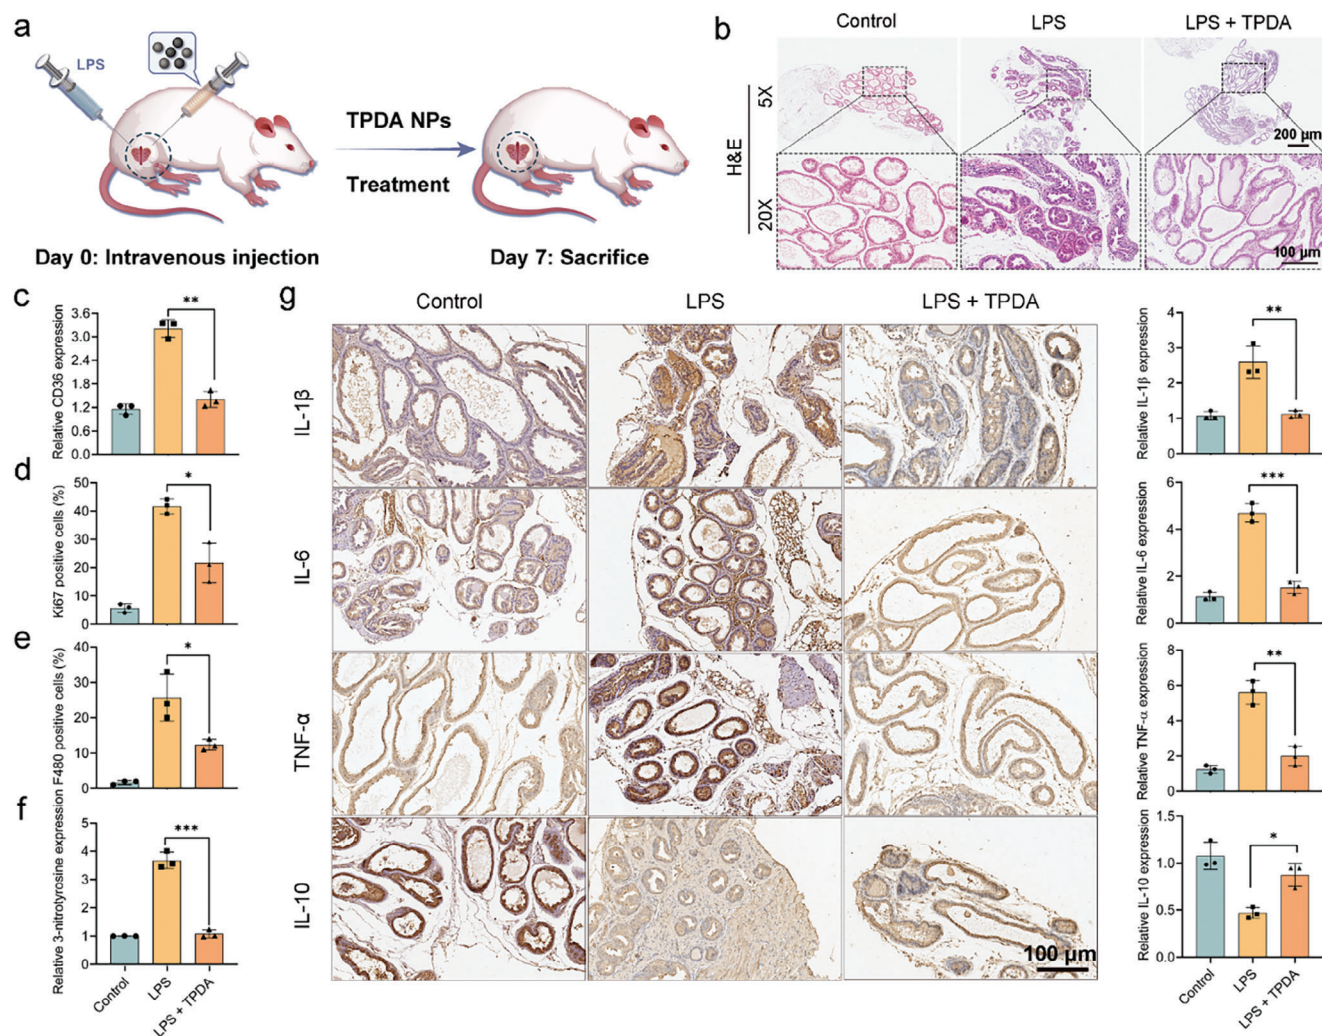 a
LPS
TPDA NPs
Treatment
Day 0: Intravenous injection
Day 7: Sacrifice
b
Control
LPS
LPS + TPDA
H&E
5X
20X
200 µm
100 µm
c
Relative CD36 expression
3.6
3.0
2.4
1.8
1.2
0.6
0.0
**
d
Ki67 positive cells (%)
50
40
30
20
10
0
*
e
F480 positive cells (%)
40
30
20
10
0
*
f
Relative 3-nitrotyrosine expression
5
4
3
2
1
0
***
Control
LPS
LPS + TPDA
g
Control
LPS
LPS + TPDA
IL-1β
IL-6
TNF-α
IL-10
100 µm
Relative IL-1β expression
4
3
2
1
0
**
Relative IL-6 expression
6
4
2
0
***
Relative TNF-α expression
8
6
4
2
0
**
Relative IL-10 expression
1.5
1.0
0.5
0.0
*
Control
LPS
LPS + TPDA